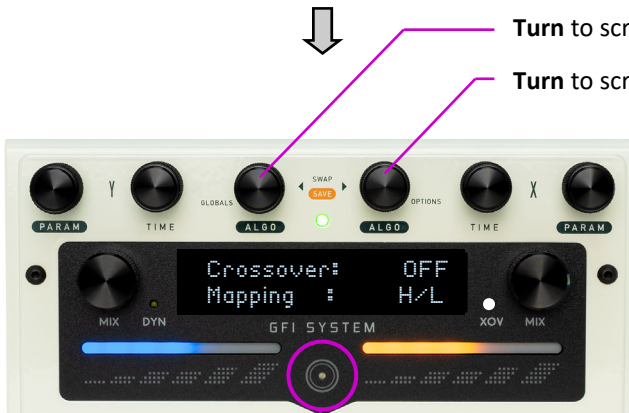 Turn to scr
Turn to scr
SWAP
SAVE
GLOBALS
OPTIONS
Y
X
PARAM
TIME
ALGO
ALGO
TIME
PARAM
Crossover: OFF
Mapping : H/L
MIX
DYN
GFI SYSTEM
XOV
MIX